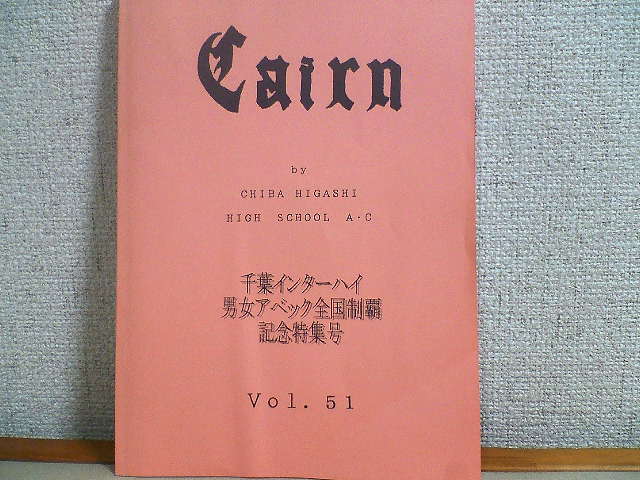 Cairn
by
CHIBA HIGASHI
HIGH SCHOOL A・C
千葉インターハイ
男女アベック全国制覇
記念特集号
Vol. 51